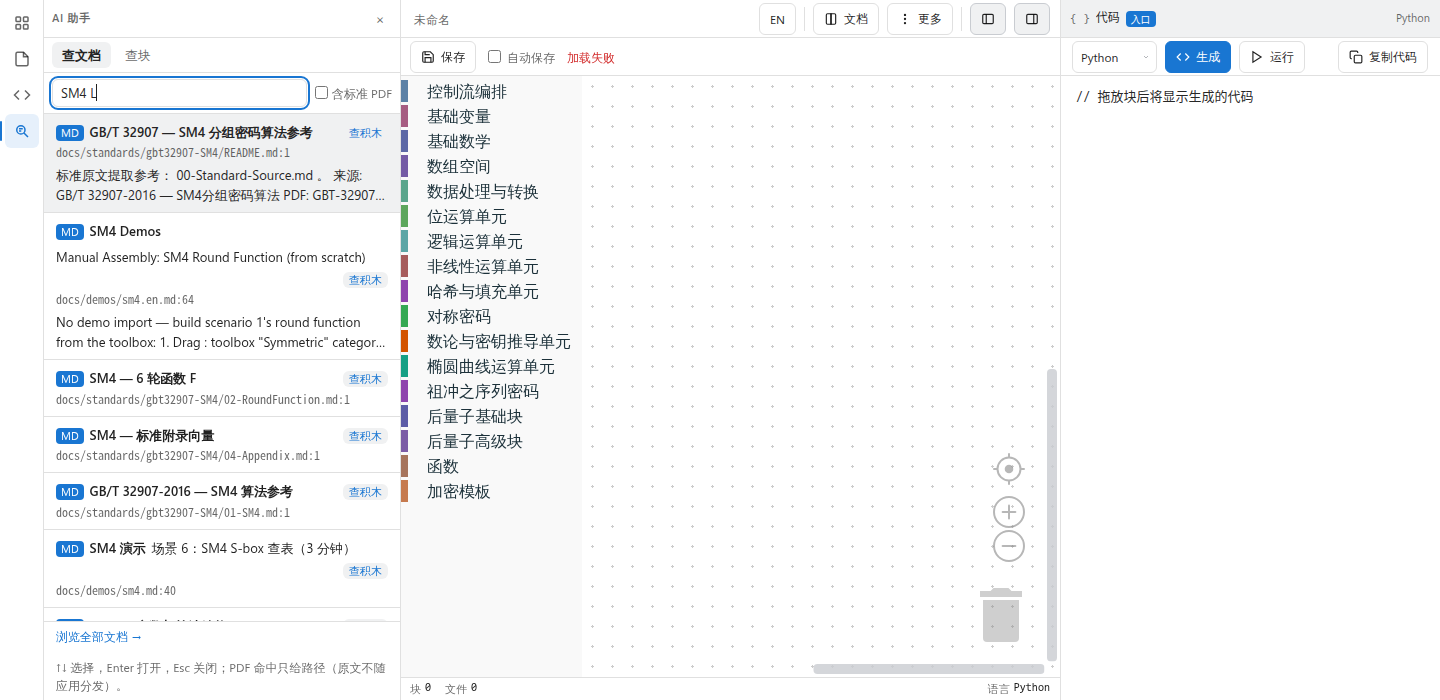 AI 助手
×
查文档
查块
SM4 L
含标准 PDF
MD GB/T 32907 — SM4 分组密码算法参考 查积木
docs/standards/gbt32907-SM4/README.md:1
标准原文提取参考： 00-Standard-Source.md 。 来源:
GB/T 32907-2016 — SM4分组密码算法 PDF: GBT-32907...
MD SM4 Demos
Manual Assembly: SM4 Round Function (from scratch)
查积木
docs/demos/sm4.en.md:64
No demo import — build scenario 1's round function
from the toolbox: 1. Drag : toolbox "Symmetric" categor...
MD SM4 — 6 轮函数 F 查积木
docs/standards/gbt32907-SM4/02-RoundFunction.md:1
MD SM4 — 标准附录向量 查积木
docs/standards/gbt32907-SM4/04-Appendix.md:1
MD GB/T 32907-2016 — SM4 算法参考 查积木
docs/standards/gbt32907-SM4/01-SM4.md:1
MD SM4 演示 场景 6：SM4 S-box 查表（3 分钟）
查积木
docs/demos/sm4.md:40
浏览全部文档 →
↑↓ 选择，Enter 打开，Esc 关闭；PDF 命中只给路径（原文不随
应用分发）。
未命名
EN
文档
更多
保存
自动保存
加载失败
控制流编排
基础变量
基础数学
数组空间
数据处理与转换
位运算单元
逻辑运算单元
非线性运算单元
哈希与填充单元
对称密码
数论与密钥推导单元
椭圆曲线运算单元
祖冲之序列密码
后量子基础块
后量子高级块
函数
加密模板
块 0 文件 0
语言 Python
{ } 代码 入口 Python
Python
生成
运行
复制代码
// 拖放块后将显示生成的代码